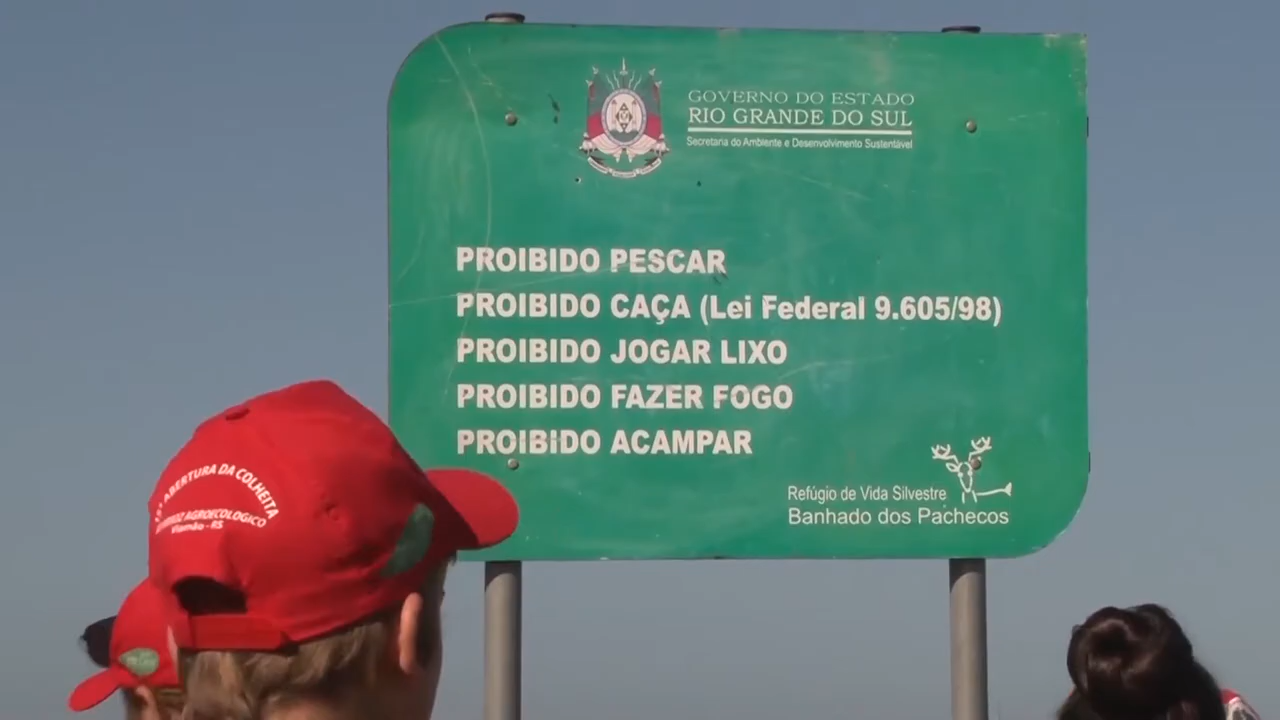 GOVERNO DO ESTADO
RIO GRANDE DO SUL
Secretaria do Ambiente e Desenvolvimento Sustentável
PROIBIDO PESCAR
PROIBIDO CAÇA (Lei Federal 9.605/98)
PROIBIDO JOGAR LIXO
PROIBIDO FAZER FOGO
PROIBIDO ACAMPAR
Refúgio de Vida Silvestre
Banhado dos Pachecos
ABERTURA DA COLHEITA
AGROECOLOGICO
Viamão - RS